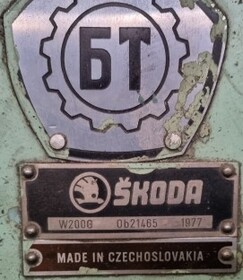 БТ
ŠKODA
W200G 0621465 1977
MADE IN CZECHOSLOVAKIA